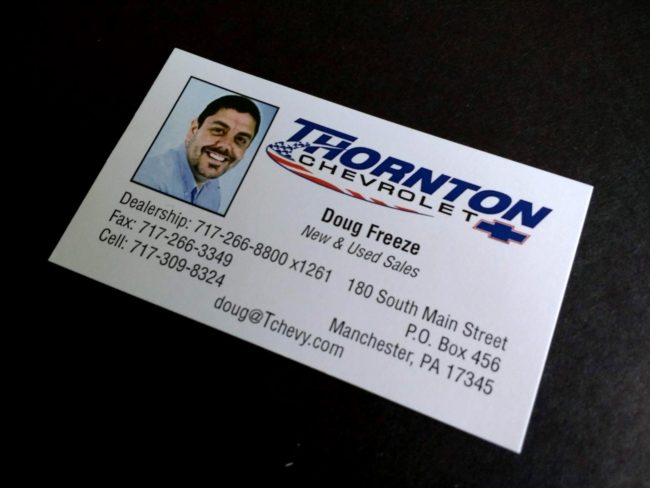 THORNTON
CHEVROLET
Doug Freeze
New & Used Sales
Dealership: 717-266-8800 x1261
Fax: 717-266-3349
Cell: 717-309-8324
doug@Tchevy.com
180 South Main Street
P.O. Box 456
Manchester, PA 17345